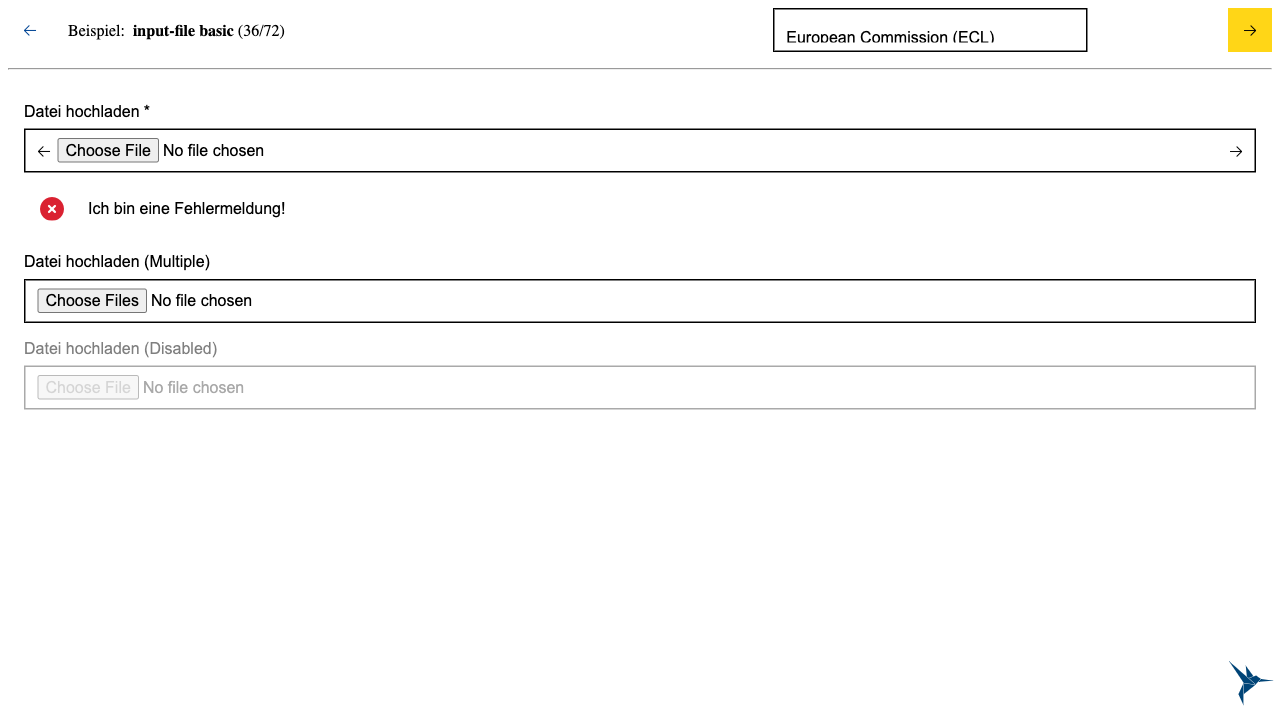 Beispiel: input-file basic (36/72)
European Commission (ECL)
Datei hochladen *
Choose File No file chosen
Ich bin eine Fehlermeldung!
Datei hochladen (Multiple)
Choose Files No file chosen
Datei hochladen (Disabled)
Choose File No file chosen